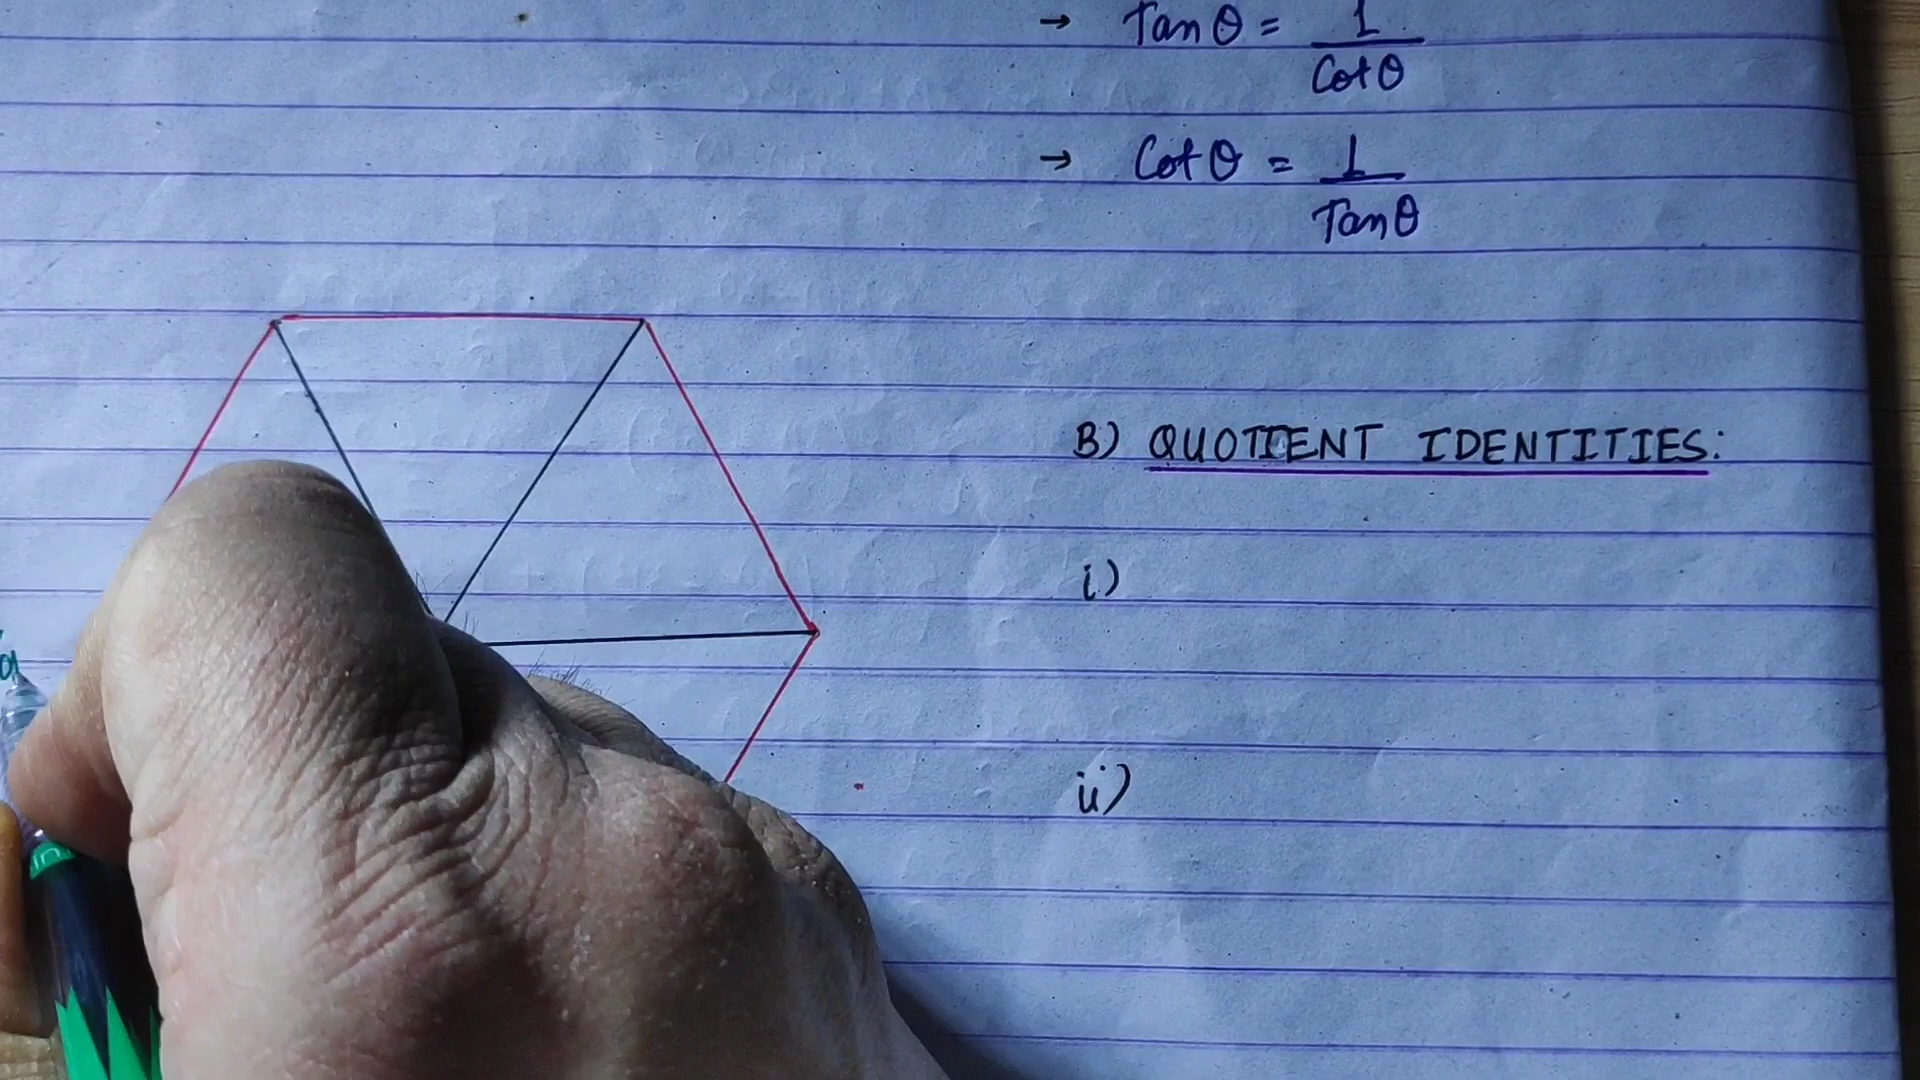 → Tan θ = 1/Cot θ
→ Cot θ = 1/Tan θ
B) QUOTIENT IDENTITIES:
i)
ii)